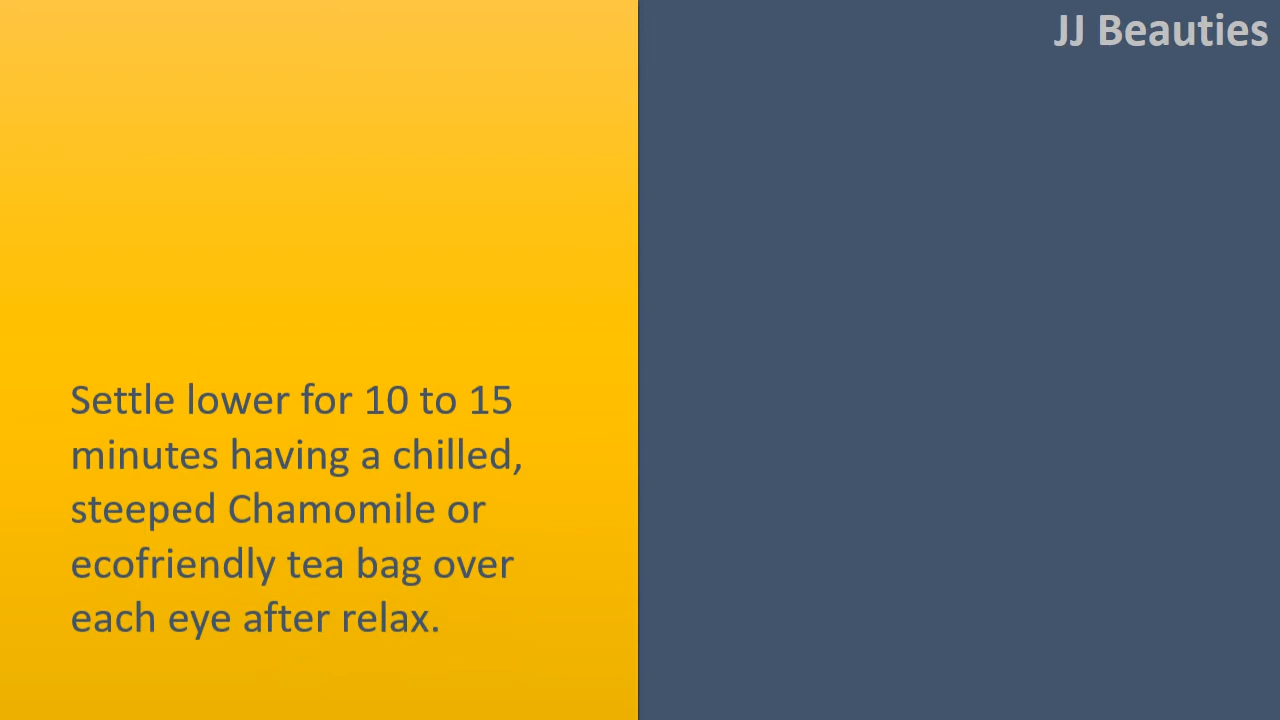 JJ Beauties
Settle lower for 10 to 15
minutes having a chilled,
steeped Chamomile or
ecofriendly tea bag over
each eye after relax.